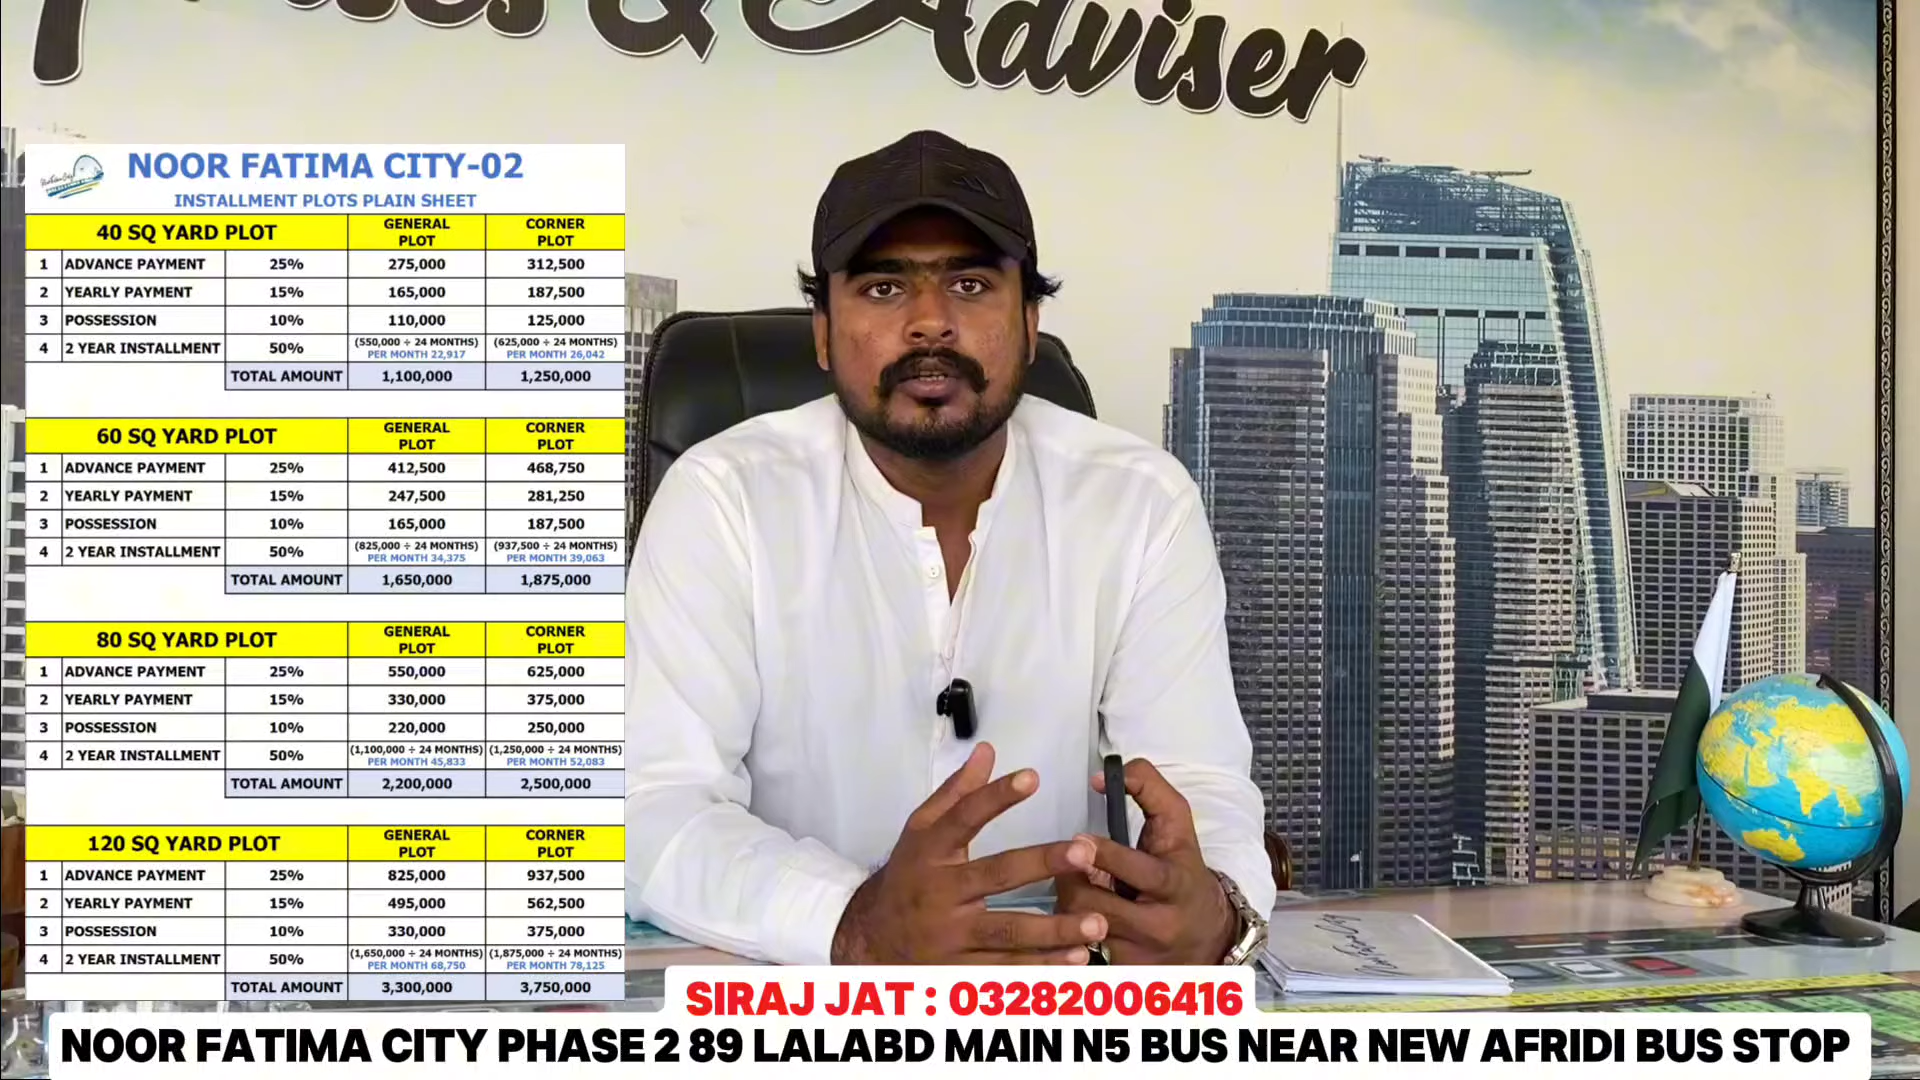 & Adviser
NOOR FATIMA CITY-02
INSTALLMENT PLOTS PLAIN SHEET
40 SQ YARD PLOT GENERAL PLOT CORNER PLOT
1 ADVANCE PAYMENT 25% 275,000 312,500
2 YEARLY PAYMENT 15% 165,000 187,500
3 POSSESSION 10% 110,000 125,000
4 2 YEAR INSTALLMENT 50% (550,000 ÷ 24 MONTHS) PER MONTH 22,917 (625,000 ÷ 24 MONTHS) PER MONTH 26,042
TOTAL AMOUNT 1,100,000 1,250,000
60 SQ YARD PLOT GENERAL PLOT CORNER PLOT
1 ADVANCE PAYMENT 25% 412,500 468,750
2 YEARLY PAYMENT 15% 247,500 281,250
3 POSSESSION 10% 165,000 187,500
4 2 YEAR INSTALLMENT 50% (825,000 ÷ 24 MONTHS) PER MONTH 34,375 (937,500 ÷ 24 MONTHS) PER MONTH 39,063
TOTAL AMOUNT 1,650,000 1,875,000
80 SQ YARD PLOT GENERAL PLOT CORNER PLOT
1 ADVANCE PAYMENT 25% 550,000 625,000
2 YEARLY PAYMENT 15% 330,000 375,000
3 POSSESSION 10% 220,000 250,000
4 2 YEAR INSTALLMENT 50% (1,100,000 ÷ 24 MONTHS) PER MONTH 45,833 (1,250,000 ÷ 24 MONTHS) PER MONTH 52,083
TOTAL AMOUNT 2,200,000 2,500,000
120 SQ YARD PLOT GENERAL PLOT CORNER PLOT
1 ADVANCE PAYMENT 25% 825,000 937,500
2 YEARLY PAYMENT 15% 495,000 562,500
3 POSSESSION 10% 330,000 375,000
4 2 YEAR INSTALLMENT 50% (1,650,000 ÷ 24 MONTHS) PER MONTH 68,750 (1,875,000 ÷ 24 MONTHS) PER MONTH 78,125
TOTAL AMOUNT 3,300,000 3,750,000
SIRAJ JAT : 03282006416
NOOR FATIMA CITY PHASE 2 89 LALABD MAIN N5 BUS NEAR NEW AFRIDI BUS STOP